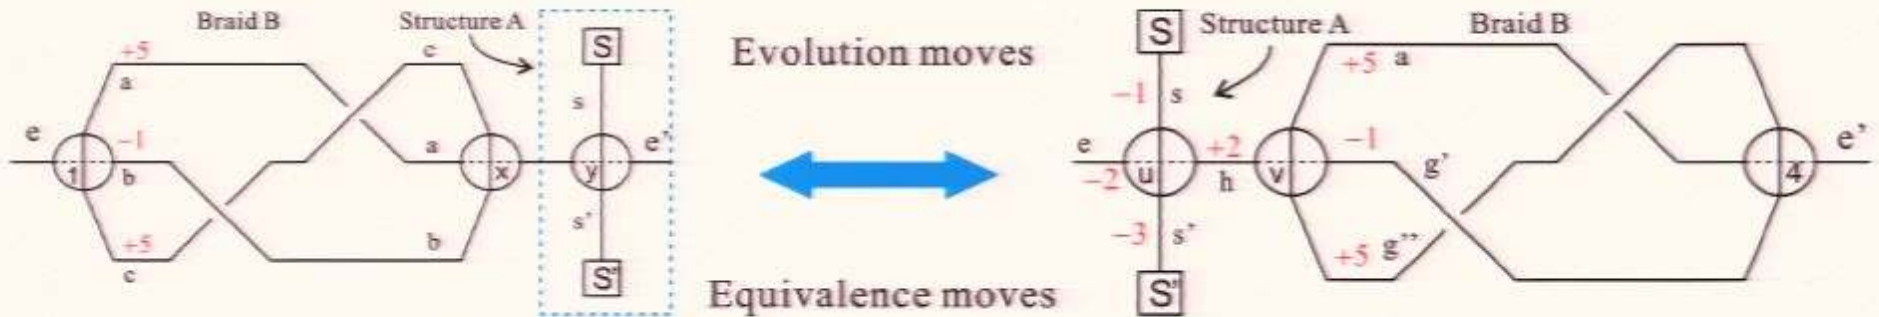 Braid B
Structure A
+5
a
c
S
s
e
1
−1
b
a
x
y
e'
s'
+5
c
b
S'
Evolution moves
Equivalence moves
S
Structure A
Braid B
−1
s
+5
a
e
−2
u
+2
h
v
−1
g'
4
e'
−3
s'
+5
g''
S'